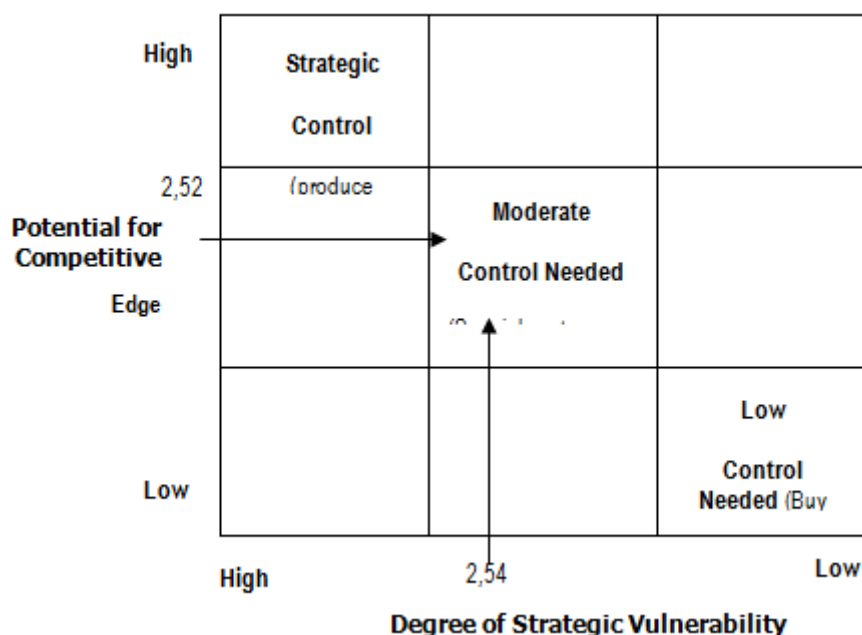 High
Strategic
Control
2,52
(produce
Potential for
Competitive
Edge
Moderate
Control Needed
Low
Control
Needed (Buy
Low
High
2,54
Low
Degree of Strategic Vulnerability